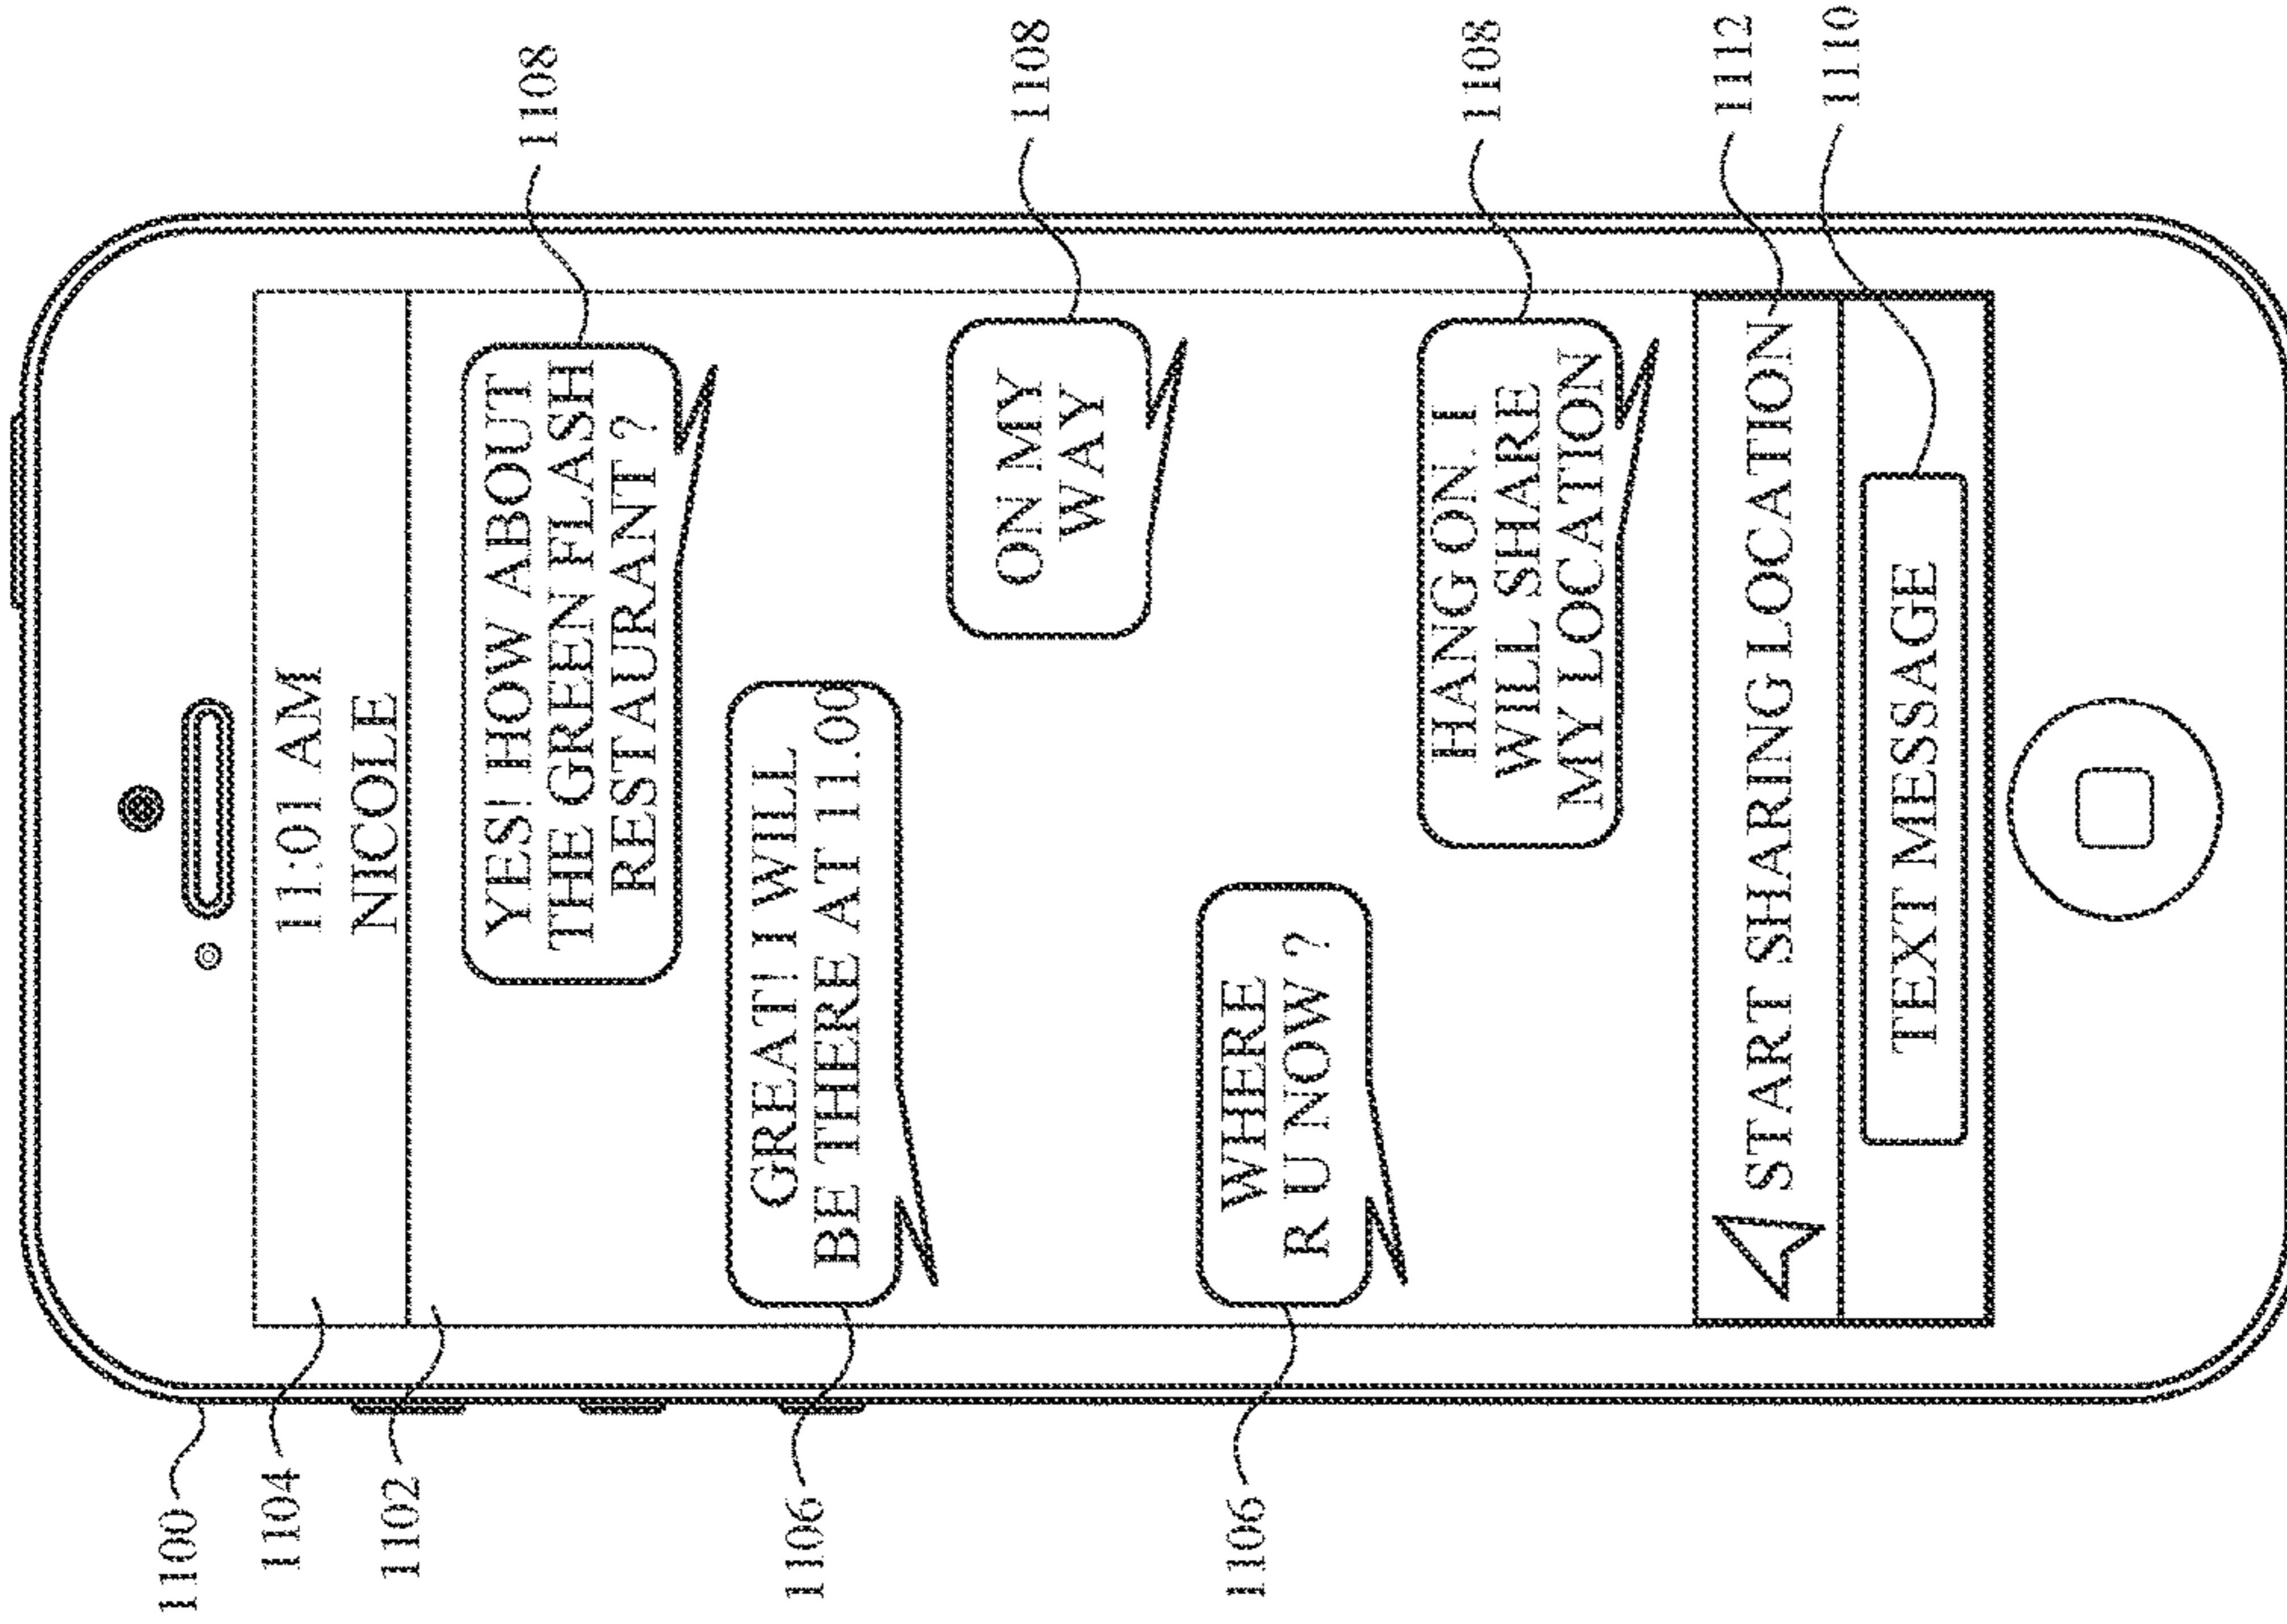 1100
1104
11:01 AM
NICOLE
1102
YES! HOW ABOUT
THE GREEN FLASH
RESTAURANT ?
1108
1106
GREAT! I WILL
BE THERE AT 11.00
ON MY
WAY
1108
1106
WHERE
R U NOW ?
HANG ON. I
WILL SHARE
MY LOCATION
1108
START SHARING LOCATION
1112
TEXT MESSAGE
1110